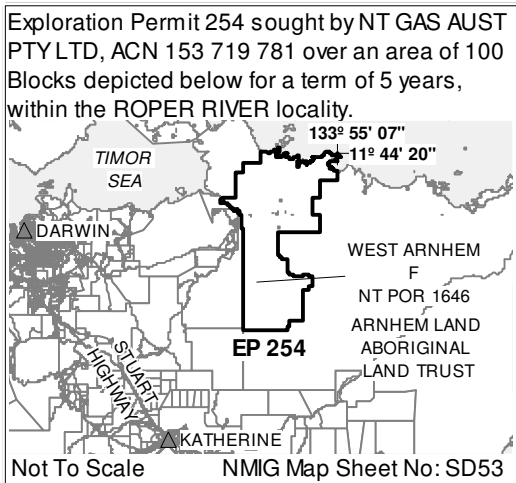 Exploration Permit 254 sought by NT GAS AUST
PTY LTD, ACN 153 719 781 over an area of 100
Blocks depicted below for a term of 5 years,
within the ROPER RIVER locality.
133º 55' 07"
11º 44' 20"
TIMOR
SEA
DARWIN
WEST ARNHEM
F
NT POR 1646
ARNHEM LAND
ABORIGINAL
LAND TRUST
EP 254
STUART
HIGHWAY
KATHERINE
Not To Scale NMIG Map Sheet No: SD53